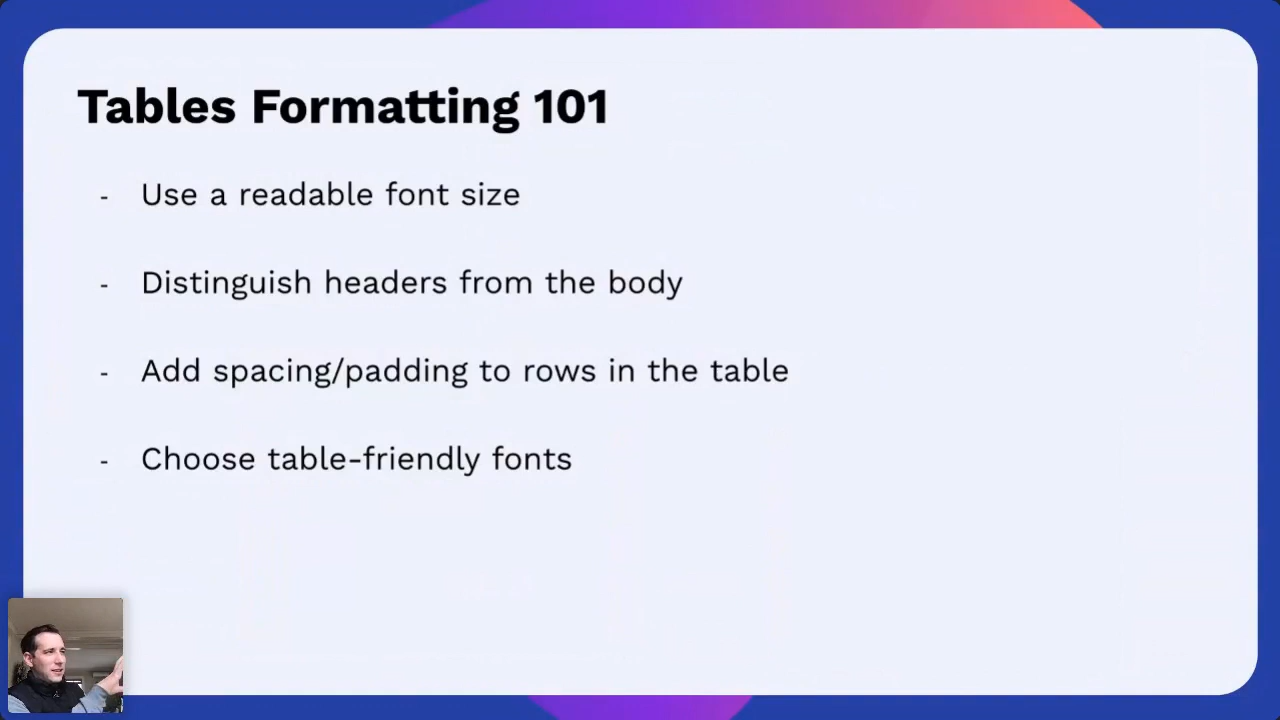 Tables Formatting 101
- Use a readable font size
- Distinguish headers from the body
- Add spacing/padding to rows in the table
- Choose table-friendly fonts